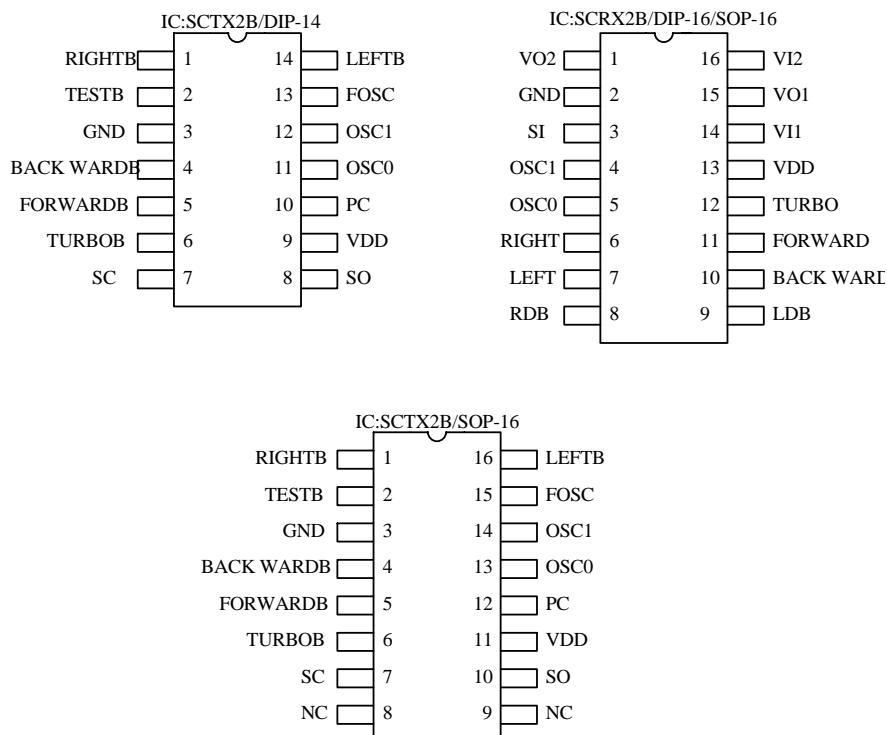 IC:SCTX2B/DIP-14
RIGHTB 1 14 LEFTB
TESTB 2 13 FOSC
GND 3 12 OSC1
BACK WARDB 4 11 OSC0
FORWARDB 5 10 PC
TURBOB 6 9 VDD
SC 7 8 SO
IC:SCRX2B/DIP-16/SOP-16
VO2 1 16 VI2
GND 2 15 VO1
SI 3 14 VI1
OSC1 4 13 VDD
OSC0 5 12 TURBO
RIGHT 6 11 FORWARD
LEFT 7 10 BACK WARD
RDB 8 9 LDB
IC:SCTX2B/SOP-16
RIGHTB 1 16 LEFTB
TESTB 2 15 FOSC
GND 3 14 OSC1
BACK WARDB 4 13 OSC0
FORWARDB 5 12 PC
TURBOB 6 11 VDD
SC 7 10 SO
NC 8 9 NC